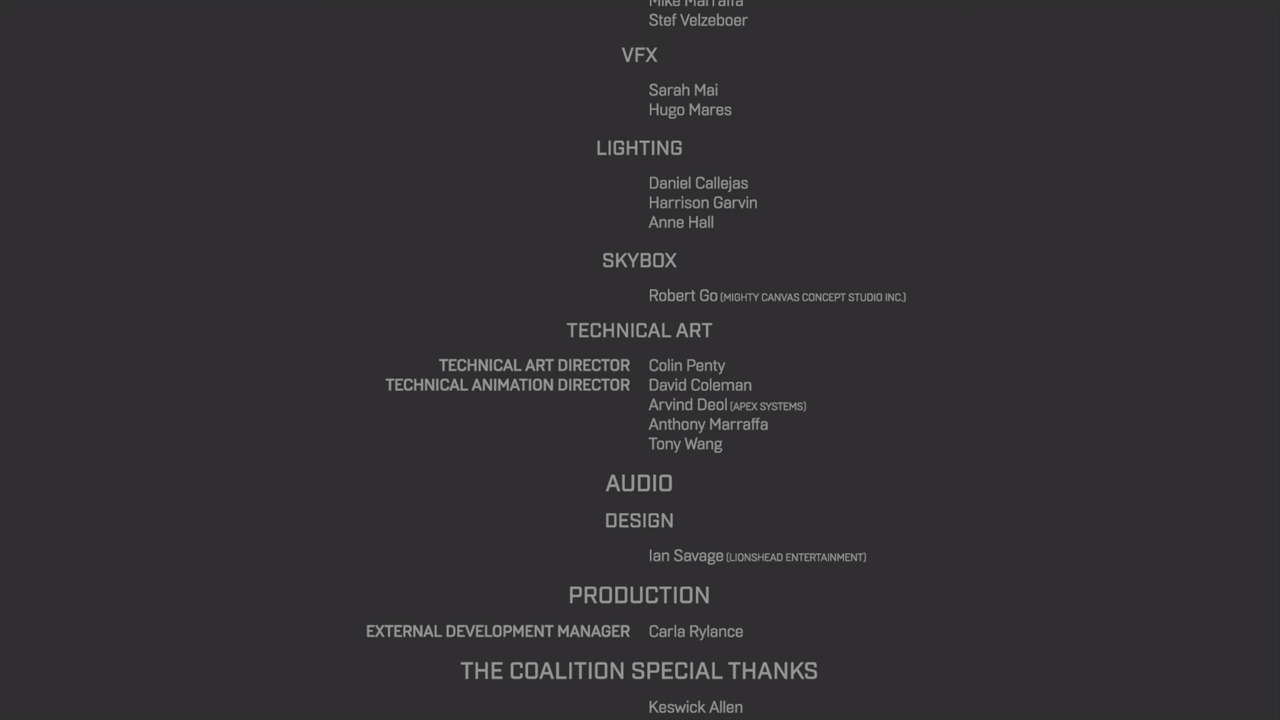 Mike Marraffa
Stef Velzeboer
VFX
Sarah Mai
Hugo Mares
LIGHTING
Daniel Callejas
Harrison Garvin
Anne Hall
SKYBOX
Robert Go (MIGHTY CANVAS CONCEPT STUDIO INC.)
TECHNICAL ART
TECHNICAL ART DIRECTOR Colin Penty
TECHNICAL ANIMATION DIRECTOR David Coleman
Arvind Deol (APEX SYSTEMS)
Anthony Marraffa
Tony Wang
AUDIO
DESIGN
Ian Savage (LIONSHEAD ENTERTAINMENT)
PRODUCTION
EXTERNAL DEVELOPMENT MANAGER Carla Rylance
THE COALITION SPECIAL THANKS
Keswick Allen